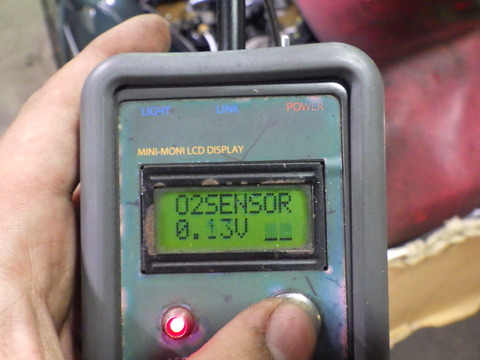 LIGHT LINK POWER
MINI-MONI LCD DISPLAY
O2SENSOR
0.13V